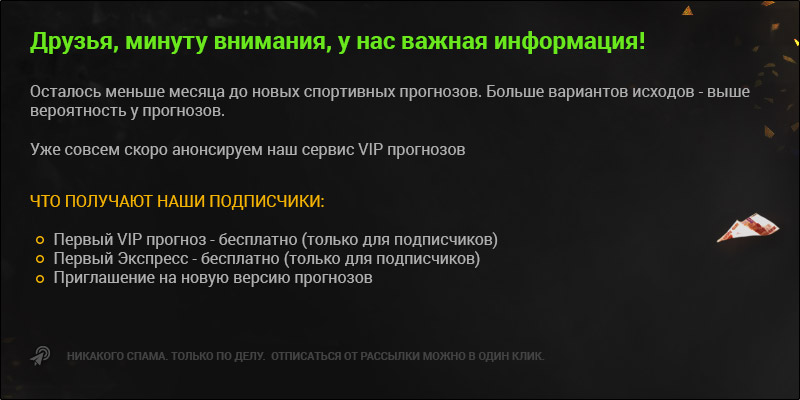 Друзья, минуту внимания, у нас важная информация!
Осталось меньше месяца до новых спортивных прогнозов. Больше вариантов исходов - выше
вероятность у прогнозов.
Уже совсем скоро анонсируем наш сервис VIP прогнозов
ЧТО ПОЛУЧАЮТ НАШИ ПОДПИСЧИКИ:
Первый VIP прогноз - бесплатно (только для подписчиков)
Первый Экспресс - бесплатно (только для подписчиков)
Приглашение на новую версию прогнозов
НИКАКОГО СПАМА. ТОЛЬКО ПО ДЕЛУ. ОТПИСАТЬСЯ ОТ РАССЫЛКИ МОЖНО В ОДИН КЛИК.